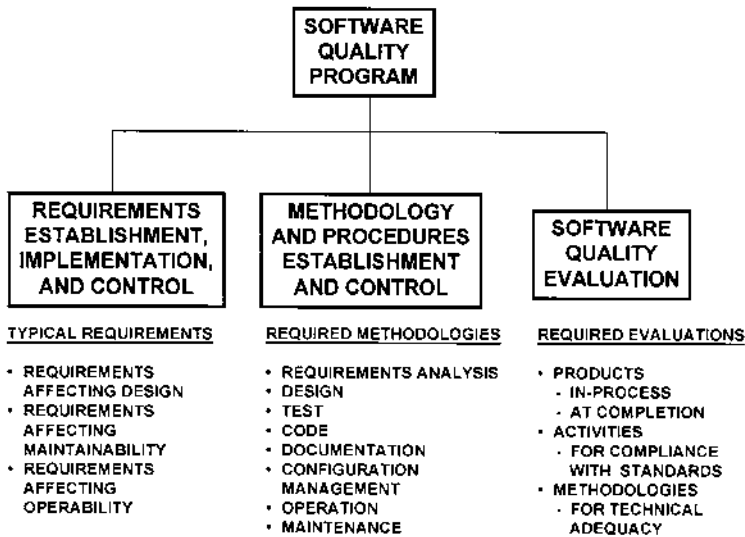 SOFTWARE
QUALITY
PROGRAM
REQUIREMENTS
ESTABLISHMENT,
IMPLEMENTATION,
AND CONTROL
METHODOLOGY
AND PROCEDURES
ESTABLISHMENT
AND CONTROL
SOFTWARE
QUALITY
EVALUATION
TYPICAL REQUIREMENTS
• REQUIREMENTS
AFFECTING DESIGN
• REQUIREMENTS
AFFECTING
MAINTAINABILITY
• REQUIREMENTS
AFFECTING
OPERABILITY
REQUIRED METHODOLOGIES
• REQUIREMENTS ANALYSIS
• DESIGN
• TEST
• CODE
• DOCUMENTATION
• CONFIGURATION
MANAGEMENT
• OPERATION
• MAINTENANCE
REQUIRED EVALUATIONS
• PRODUCTS
- IN-PROCESS
- AT COMPLETION
• ACTIVITIES
- FOR COMPLIANCE
WITH STANDARDS
• METHODOLOGIES
- FOR TECHNICAL
ADEQUACY